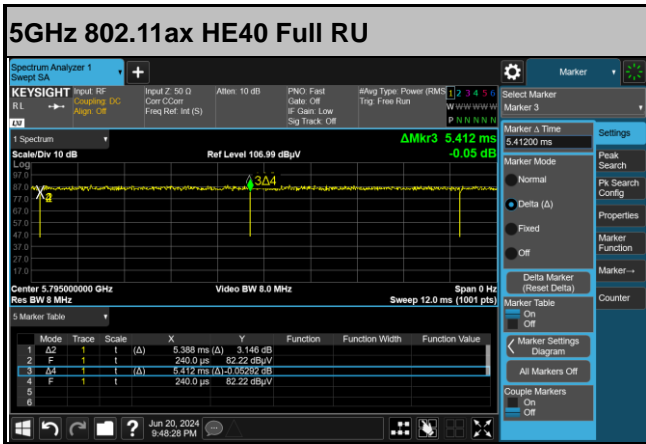 5GHz 802.11ax HE40 Full RU
Spectrum Analyzer 1
Swept SA
+
Marker
KEYSIGHT Input: RF Input Z: 50 Ω Atten: 10 dB PNO: Fast #Avg Type: Power (RMS 1 2 3 4 5 6
RL Coupling: DC Corr CCorr Gate: Off Trig: Free Run W W W W W W
Align: Off Freq Ref: Int (S) IF Gain: Low P N N N N N
Sig Track: Off
LXI
Select Marker
Marker 3
Marker Δ Time
5.41200 ms
Settings
1 Spectrum
ΔMkr3 5.412 ms
Scale/Div 10 dB Ref Level 106.99 dBµV -0.05 dB
Log
97.0
87.0
77.0
67.0
57.0
47.0
37.0
27.0
17.0
3Δ4
Center 5.795000000 GHz Video BW 8.0 MHz Span 0 Hz
Res BW 8 MHz Sweep 12.0 ms (1001 pts)
Marker Mode
Normal
Delta (Δ)
Fixed
Off
Delta Marker
(Reset Delta)
Marker Table
On
Off
Marker Settings
Diagram
All Markers Off
Couple Markers
On
Off
Peak
Search
Pk Search
Config
Properties
Marker
Function
Marker→
Counter
5 Marker Table
Mode Trace Scale X Y Function Function Width Function Value
1 Δ2 1 t (Δ) 5.388 ms (Δ) 3.146 dB
2 F 1 t 240.0 µs 82.22 dBµV
3 Δ4 1 t (Δ) 5.412 ms (Δ) -0.05292 dB
4 F 1 t 240.0 µs 82.22 dBµV
5
6
? Jun 20, 2024
9:48:28 PM